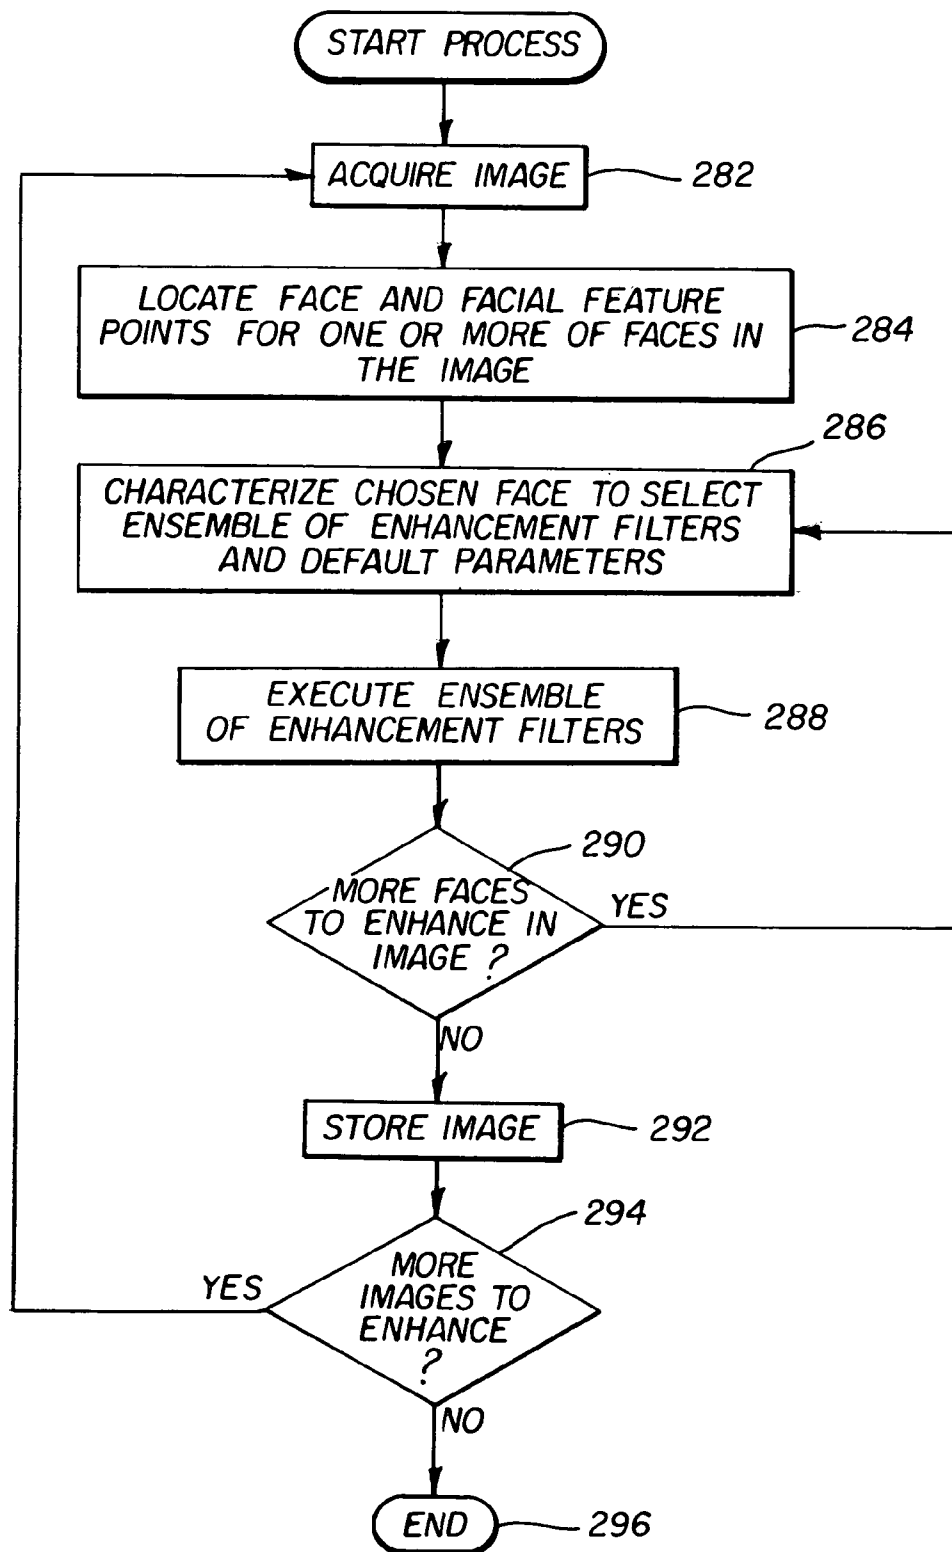 START PROCESS
ACQUIRE IMAGE
282
LOCATE FACE AND FACIAL FEATURE
POINTS FOR ONE OR MORE OF FACES IN
THE IMAGE
284
286
CHARACTERIZE CHOSEN FACE TO SELECT
ENSEMBLE OF ENHANCEMENT FILTERS
AND DEFAULT PARAMETERS
EXECUTE ENSEMBLE
OF ENHANCEMENT FILTERS
288
290
MORE FACES
TO ENHANCE IN
IMAGE ?
YES
NO
STORE IMAGE
292
294
MORE
IMAGES TO
ENHANCE
?
YES
NO
END
296